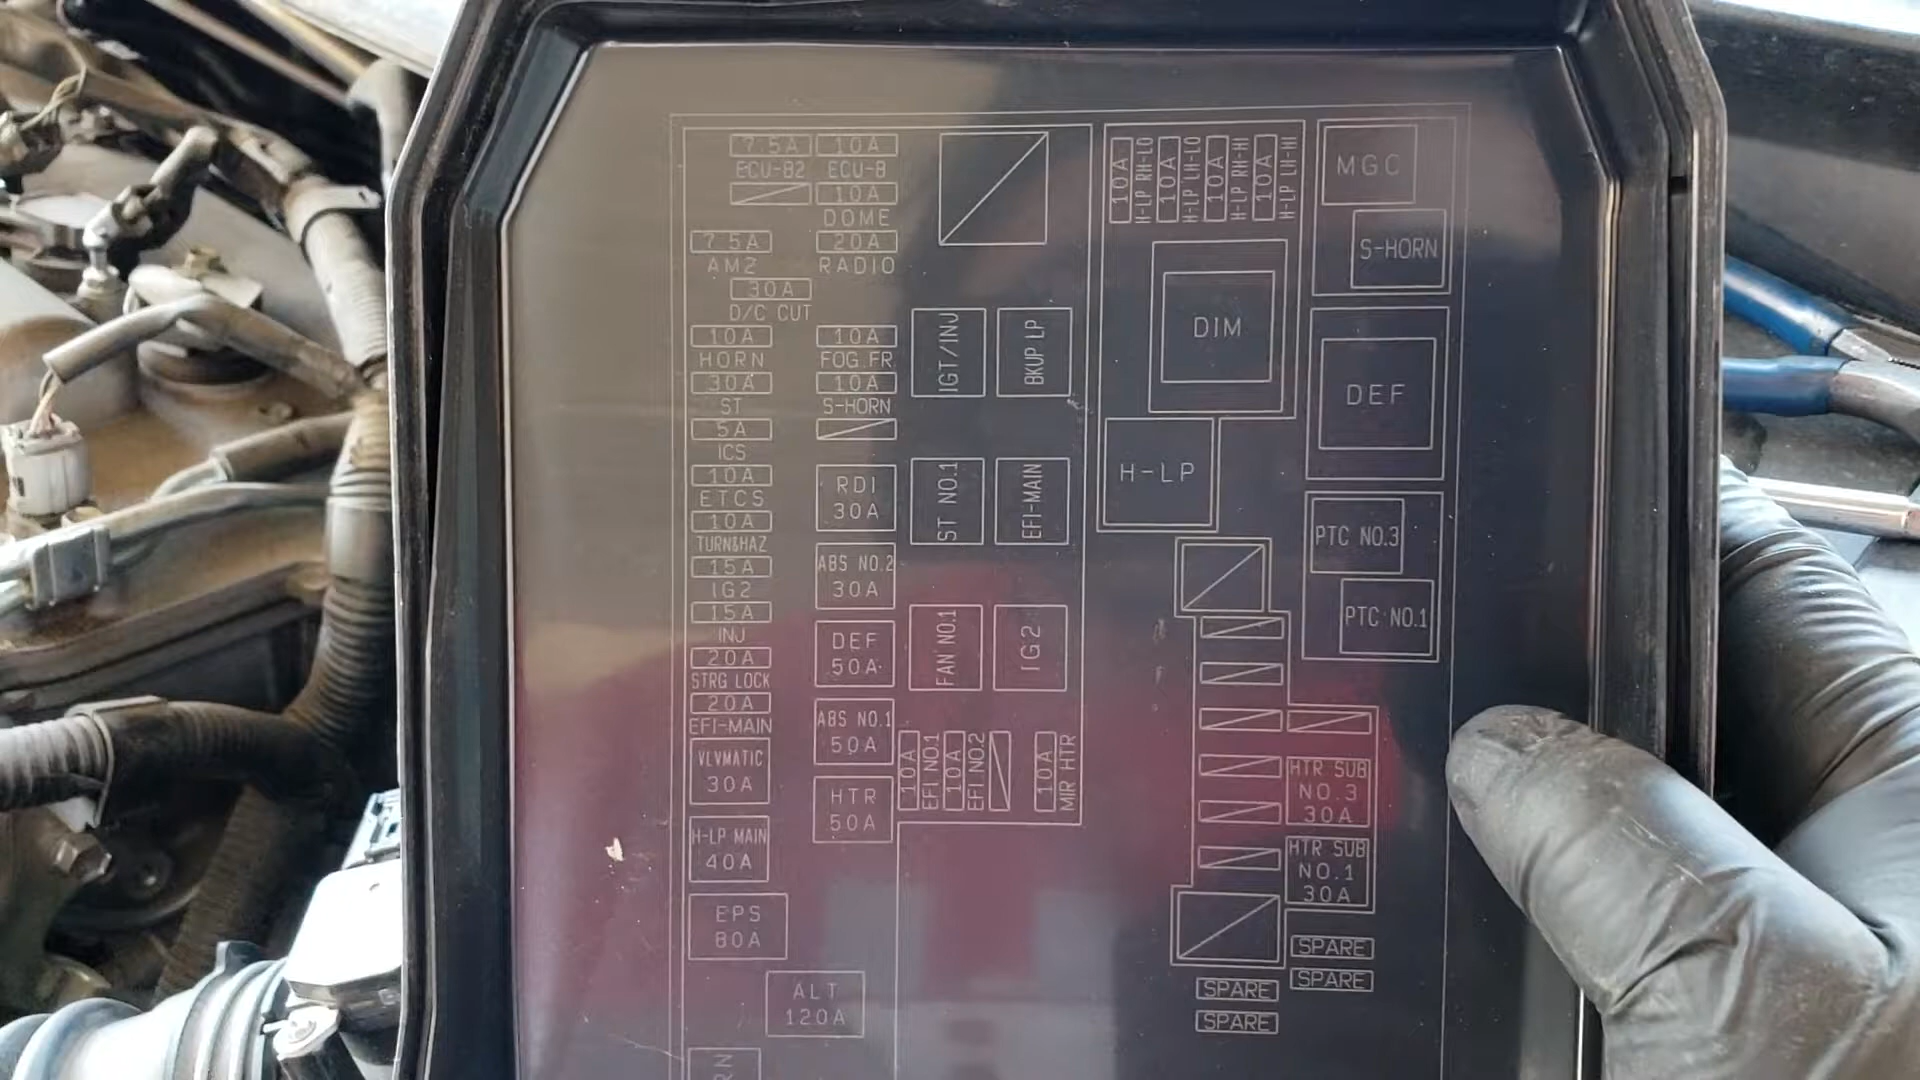 7.5A 10A
ECU-B2 ECU-B
10A
DOME
7.5A 20A
AM2 RADIO
30A
D/C CUT
10A 10A
HORN FOG FR
30A 10A
ST S-HORN
5A
ICS
10A
ETCS
10A
TURN&HAZ
15A
IG2
15A
INJ
20A
STRG LOCK
20A
EFI-MAIN
VLVMATIC
30A
H-LP MAIN
40A
EPS
80A
ALT
120A
RDI
30A
ABS NO.2
30A
DEF
50A
ABS NO.1
50A
HTR
50A
IGT/INJ
BKUP LP
ST NO.1
EFI-MAIN
FAN NO.1
IG2
10A
EFI NO.1
10A
EFI NO.2
10A
MIR HTR
10A
H-LP RH-LO
10A
H-LP LH-LO
10A
H-LP RH-HI
10A
H-LP LH-HI
DIM
H-LP
MGC
S-HORN
DEF
PTC NO.3
PTC NO.1
HTR SUB
NO.3
30A
HTR SUB
NO.1
30A
SPARE
SPARE
SPARE
SPARE